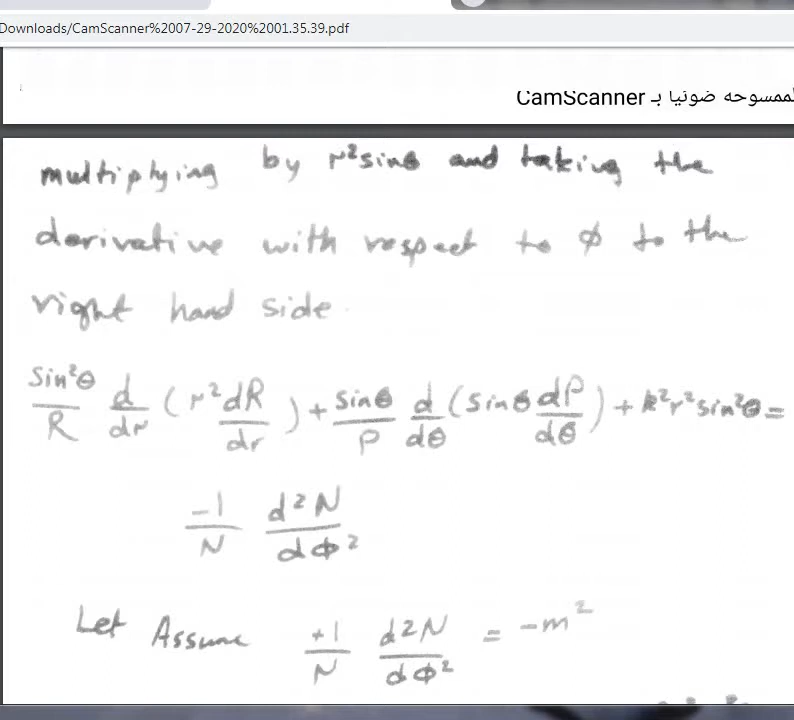 Downloads/CamScanner%2007-29-2020%2001.35.39.pdf
الممسوحه ضوئيا بـ CamScanner
multiplying by r²sinθ and taking the
derivative with respect to φ to the
right hand side.
Sin²θ/R d/dr (r² dR/dr) + Sinθ/P d/dθ (Sinθ dP/dθ) + k²r²sin²θ =
-1/N d²N/dφ²
Let Assume +1/N d²N/dφ² = -m²